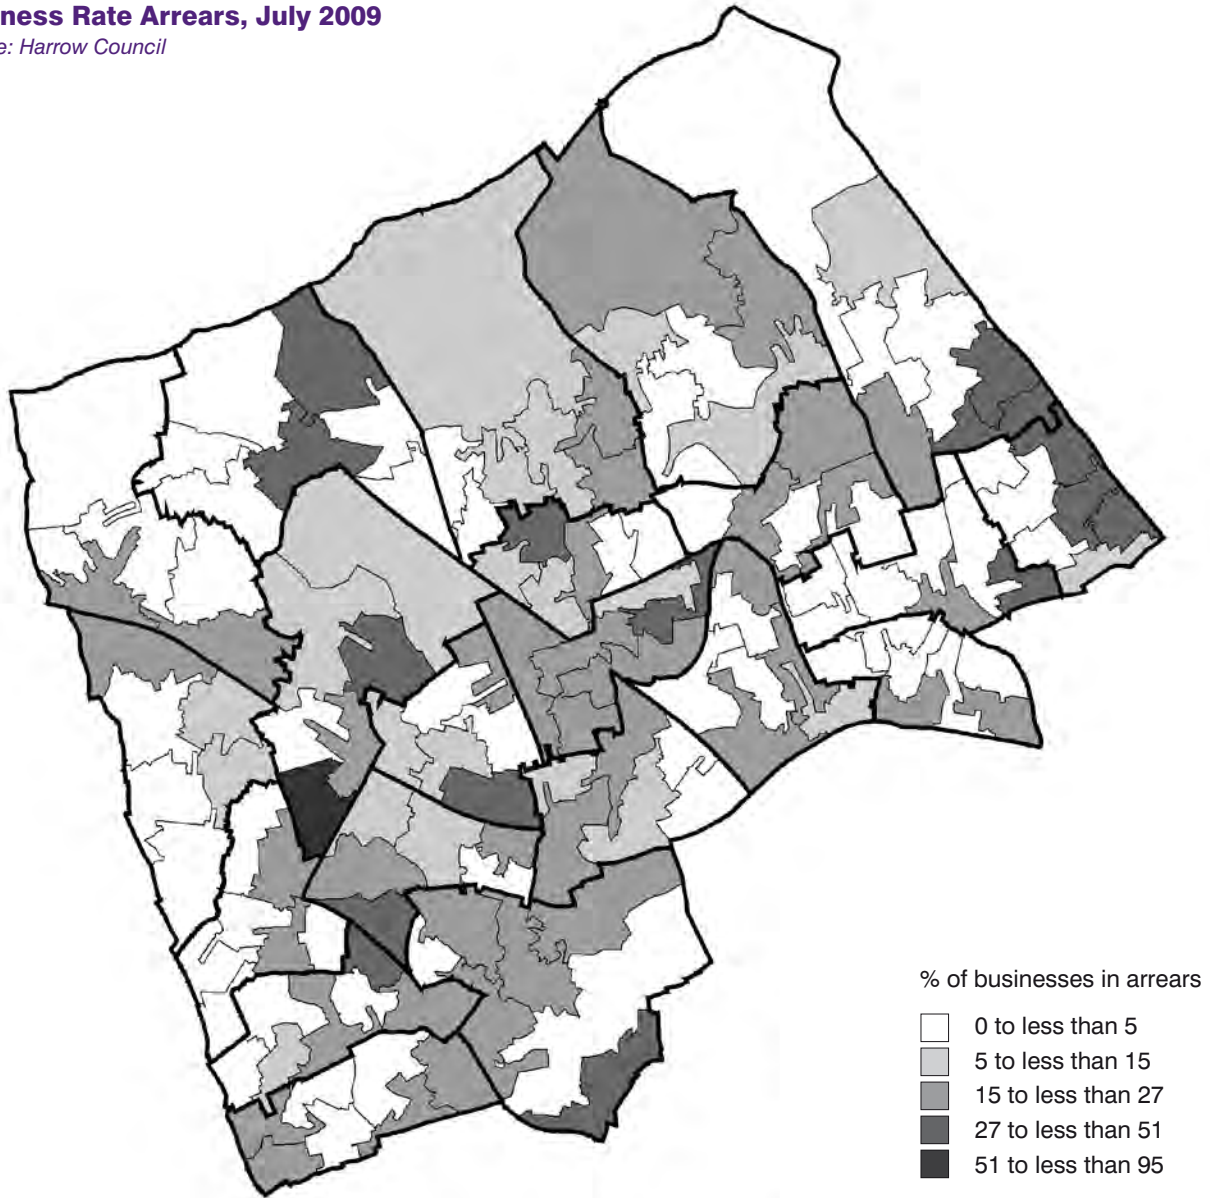 ness Rate Arrears, July 2009
e: Harrow Council
% of businesses in arrears
0 to less than 5
5 to less than 15
15 to less than 27
27 to less than 51
51 to less than 95